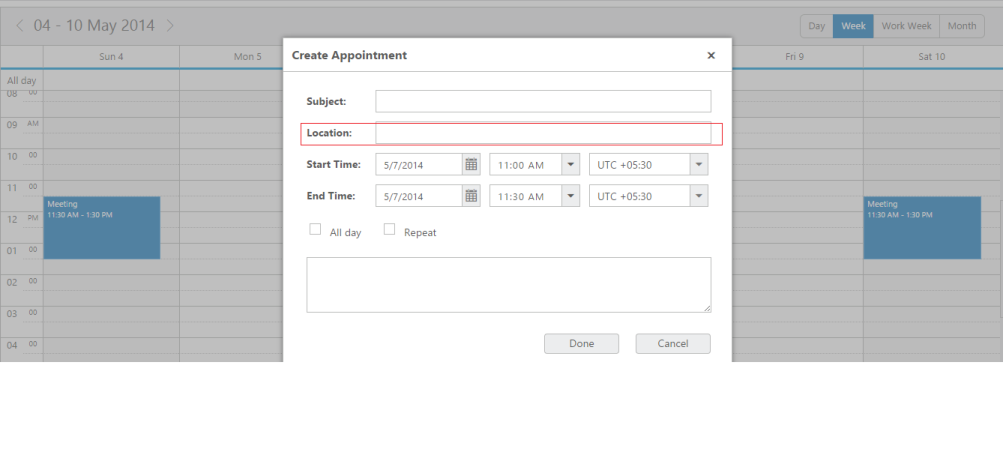 04 - 10 May 2014
Day Week Work Week Month
Sun 4 Mon 5 Fri 9 Sat 10
All day
08 00
09 AM
10 00
11 00
12 PM
01 00
02 00
03 00
04 00
Meeting
11:30 AM - 1:30 PM
Meeting
11:30 AM - 1:30 PM
Create Appointment
Subject:
Location:
Start Time: 5/7/2014 11:00 AM UTC +05:30
End Time: 5/7/2014 11:30 AM UTC +05:30
All day Repeat
Done Cancel